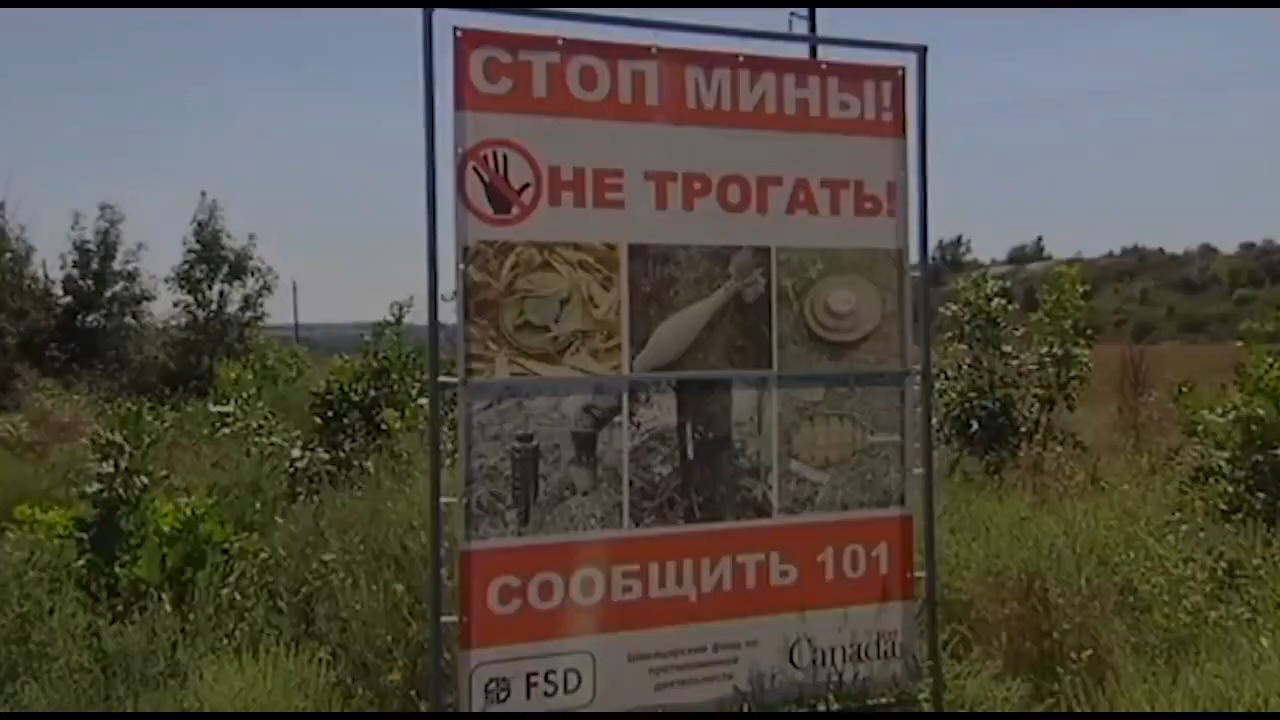 СТОП МИНЫ!
НЕ ТРОГАТЬ!
СООБЩИТЬ 101
FSD
Швейцарский фонд по
противоминной
деятельности
Canada